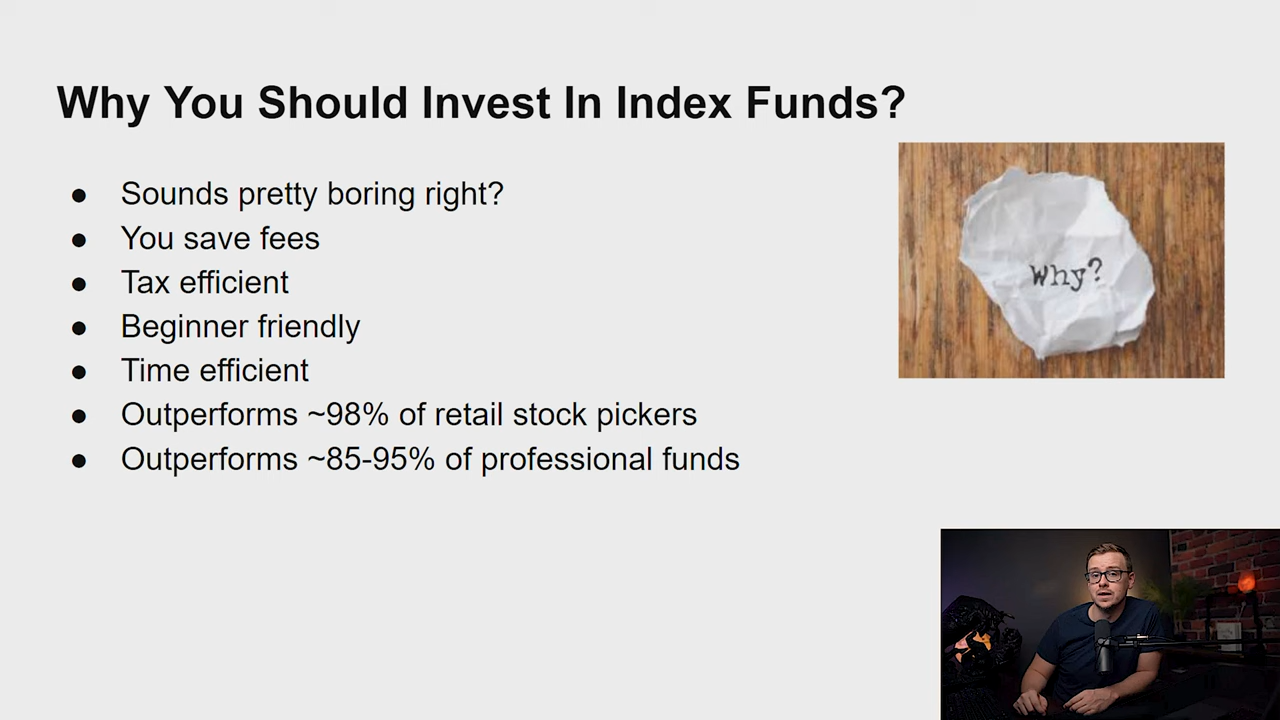 Why You Should Invest In Index Funds?
● Sounds pretty boring right?
● You save fees
● Tax efficient
● Beginner friendly
● Time efficient
● Outperforms ~98% of retail stock pickers
● Outperforms ~85-95% of professional funds
Why?